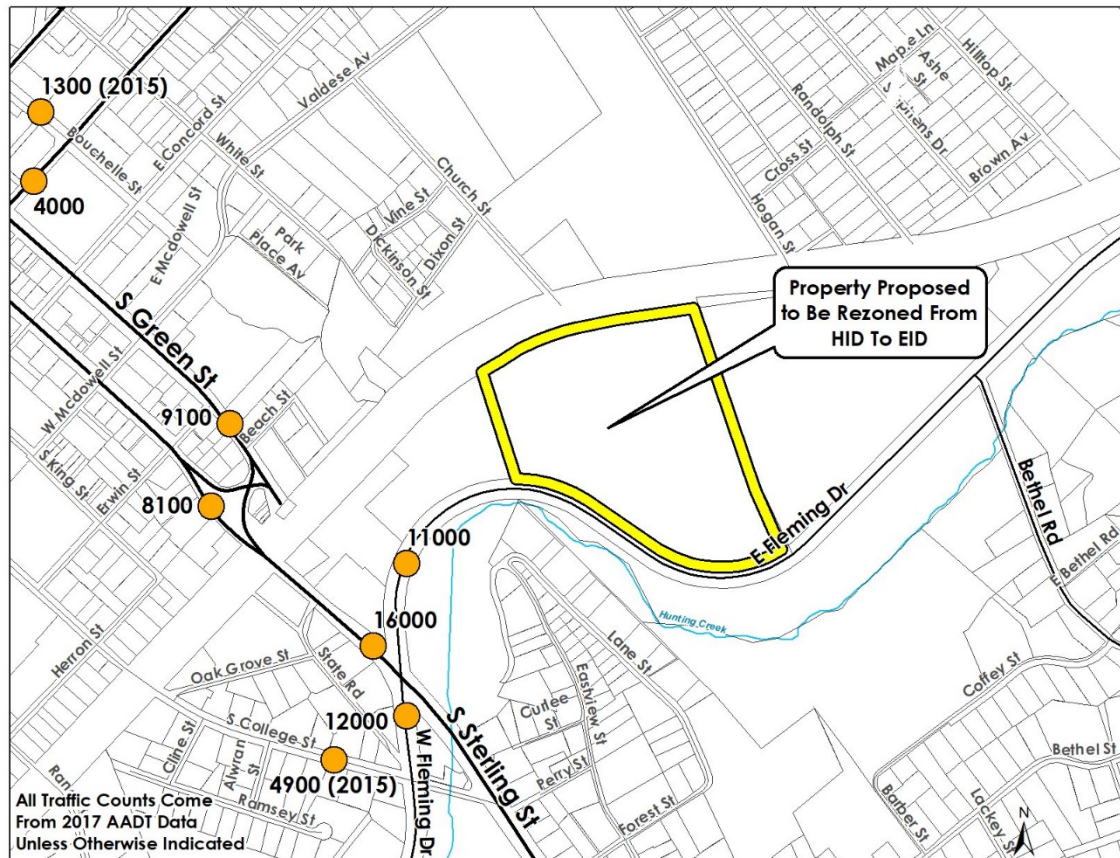 1300 (2015)
Bouchelle St
4000
E Concord St
White St
Valdese Av
Church St
Vine St
Dickinson St
Dixon St
E Mcdowell St
Park
Place Av
Maple Ln
Ashe
St
Hilltop St
Randolph St
Cross St
Brown Av
Hogan St
Property Proposed
to Be Rezoned From
HID To EID
S Green St
W Mcdowell St
9100
Beach St
S King St
Erwin St
8100
11000
E Fleming Dr
Bethel Rd
E Bethel Rd
Hunting Creek
16000
Herron St
Oak Grove St
State Rd
Lane St
Eastview St
Curlee
St
Coffey St
S College St
12000
S Sterling St
W Fleming Dr
Cline St
Alwran
St
4900 (2015)
Perry St
Forest St
Bethel St
Barber St
Lackey St
Ramsey St
All Traffic Counts Come
From 2017 AADT Data
Unless Otherwise Indicated
N